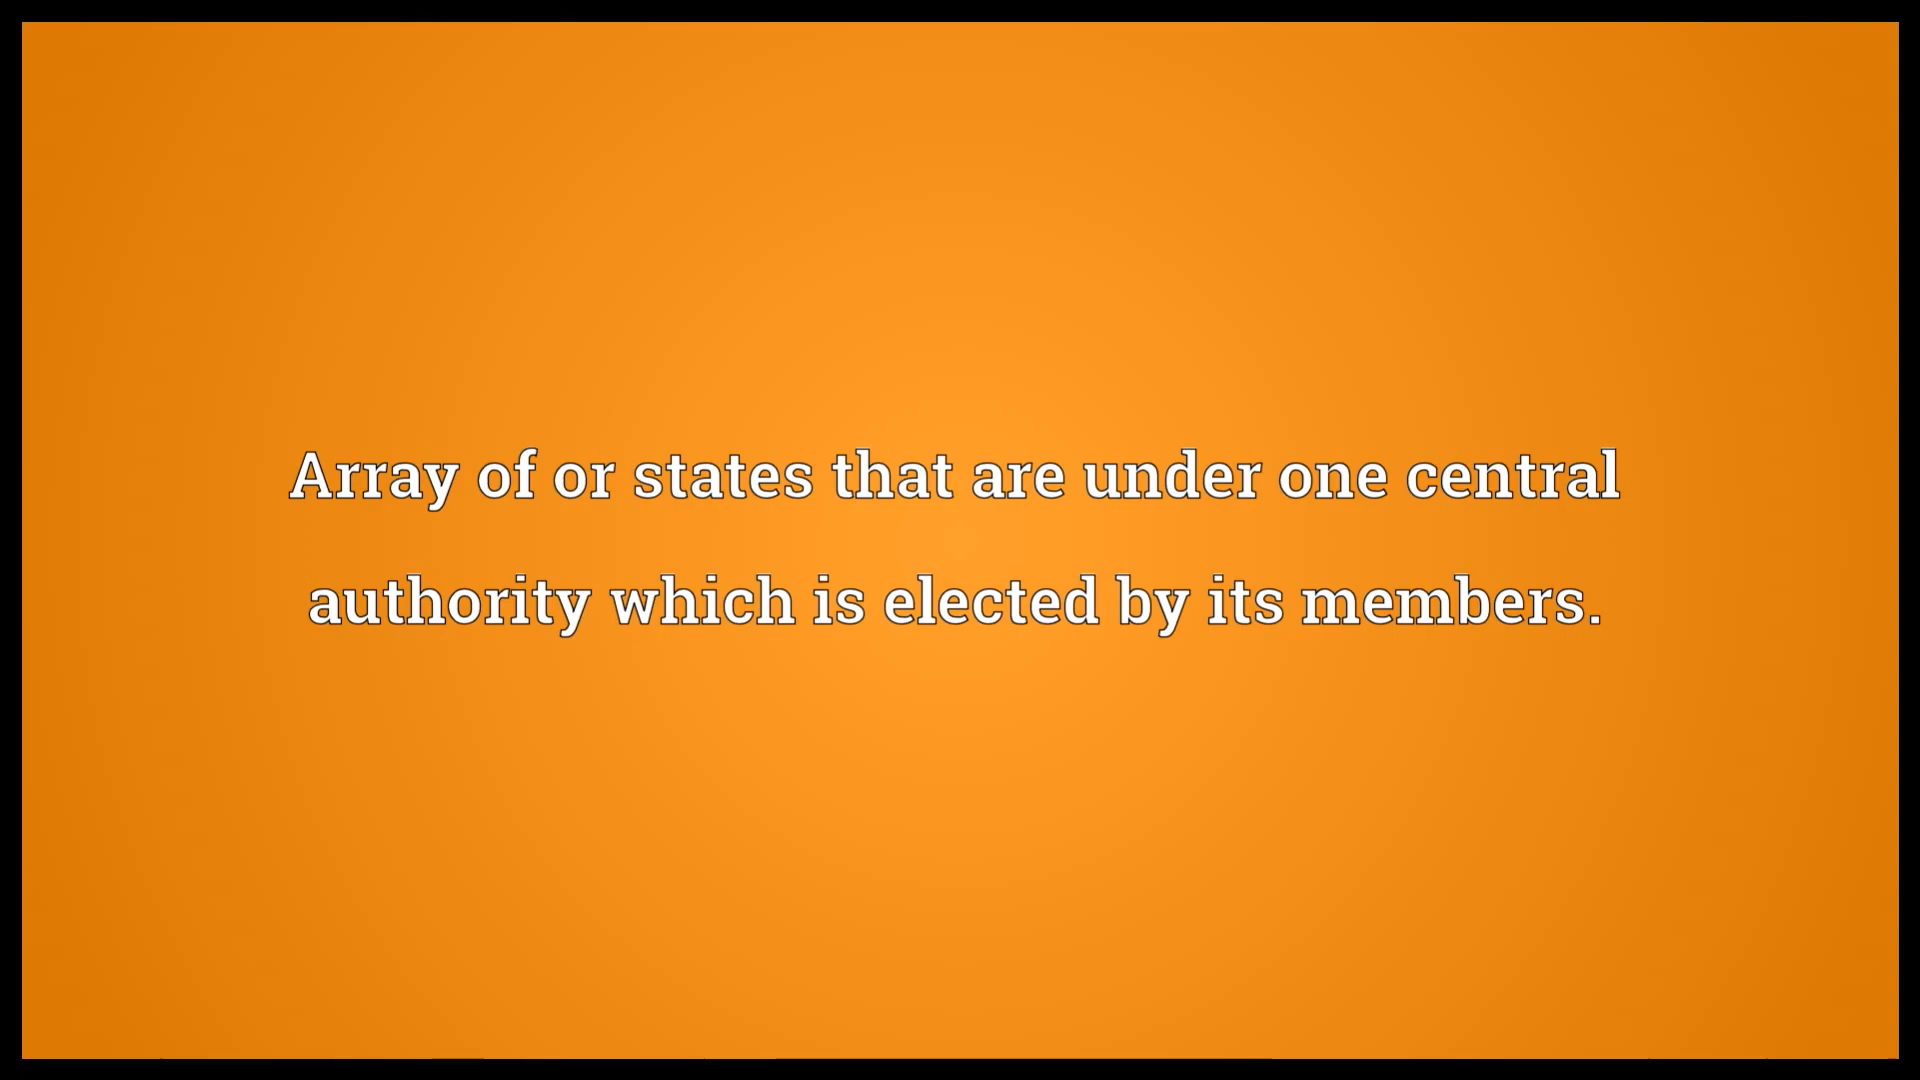 Array of or states that are under one central
authority which is elected by its members.